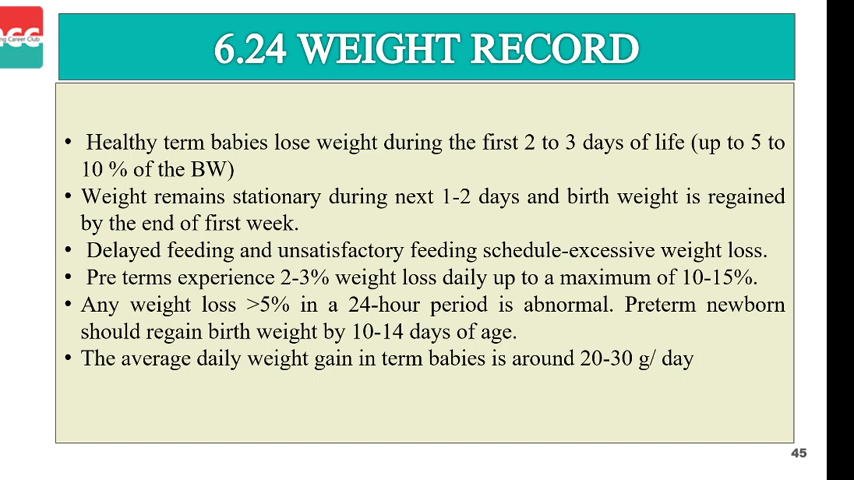 ncc
ng Career Club
6.24 WEIGHT RECORD
• Healthy term babies lose weight during the first 2 to 3 days of life (up to 5 to
10 % of the BW)
• Weight remains stationary during next 1-2 days and birth weight is regained
by the end of first week.
• Delayed feeding and unsatisfactory feeding schedule-excessive weight loss.
• Pre terms experience 2-3% weight loss daily up to a maximum of 10-15%.
• Any weight loss >5% in a 24-hour period is abnormal. Preterm newborn
should regain birth weight by 10-14 days of age.
• The average daily weight gain in term babies is around 20-30 g/ day
45